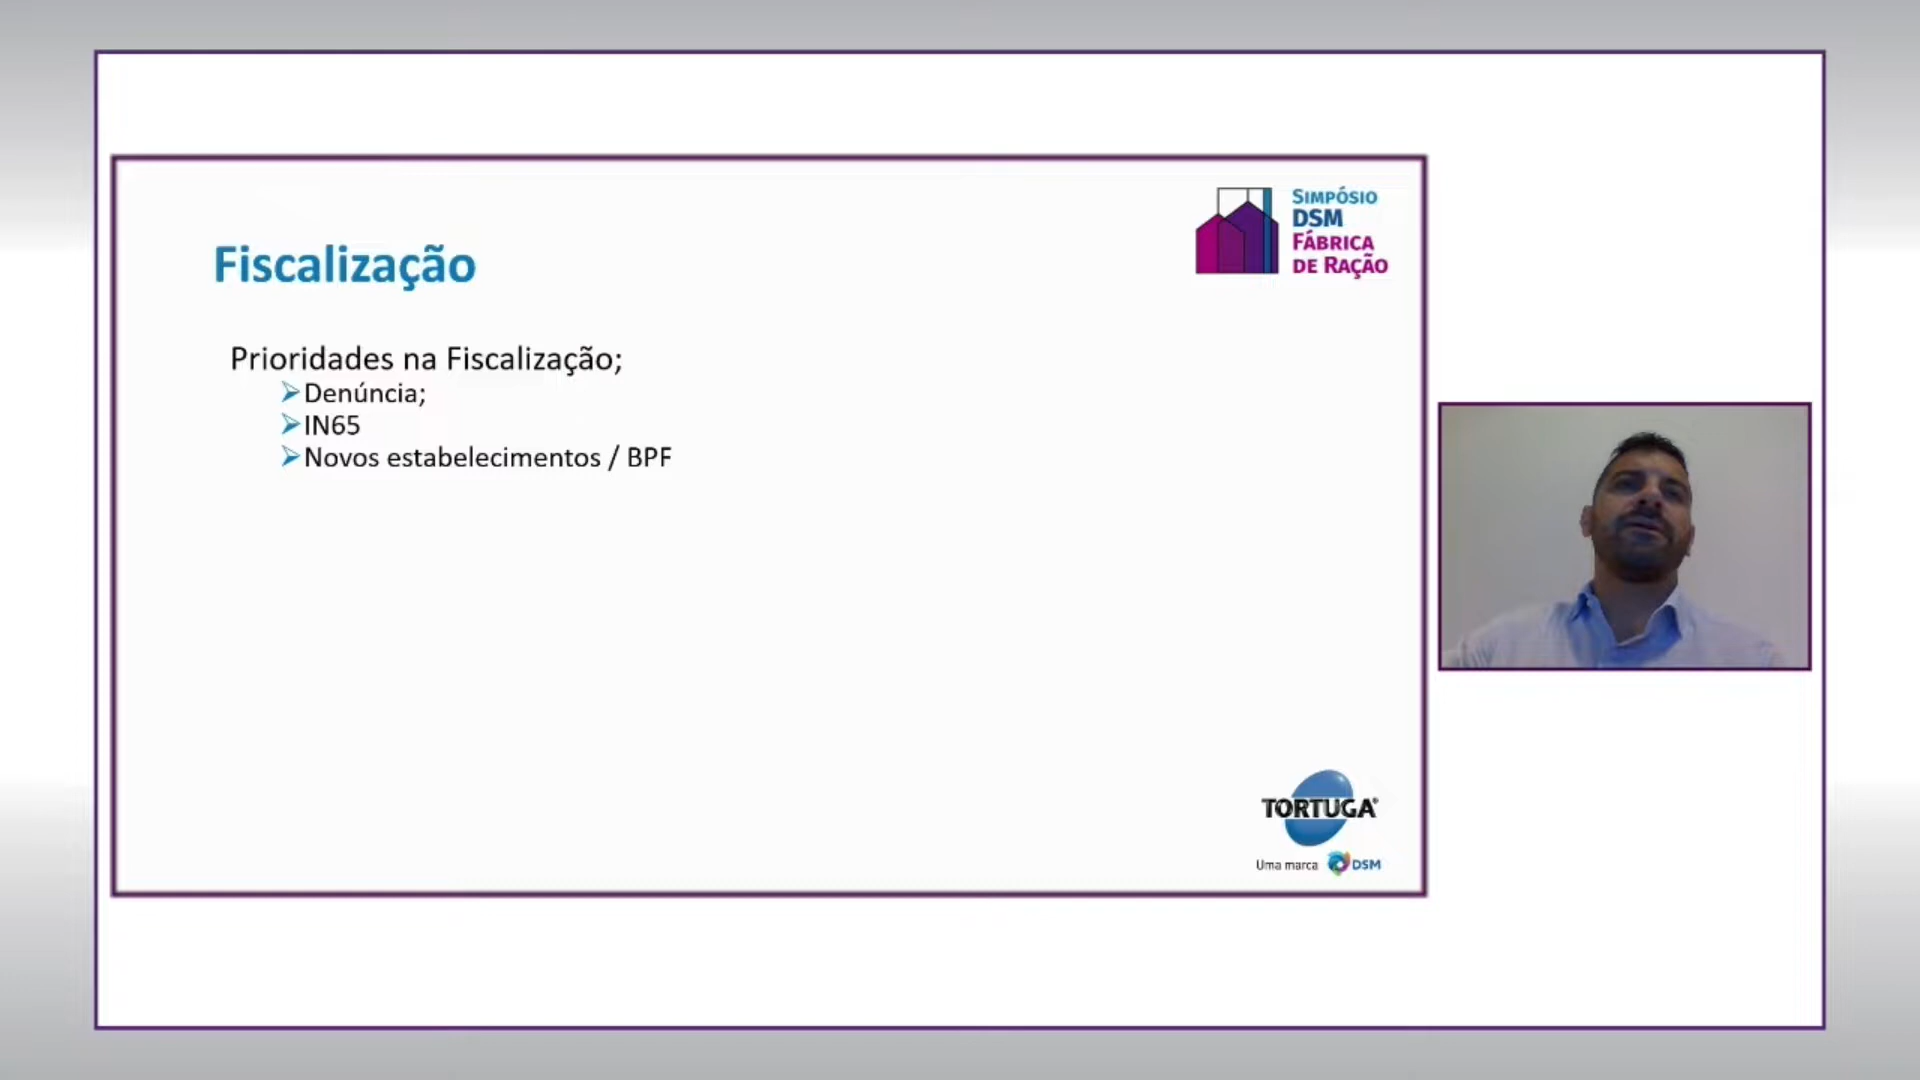 Fiscalização
SIMPÓSIO
DSM
FÁBRICA
DE RAÇÃO
Prioridades na Fiscalização;
Denúncia;
IN65
Novos estabelecimentos / BPF
TORTUGA®
Uma marca DSM